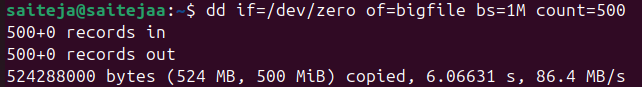 saiteja@saitejaa:~$ dd if=/dev/zero of=bigfile bs=1M count=500
500+0 records in
500+0 records out
524288000 bytes (524 MB, 500 MiB) copied, 6.06631 s, 86.4 MB/s